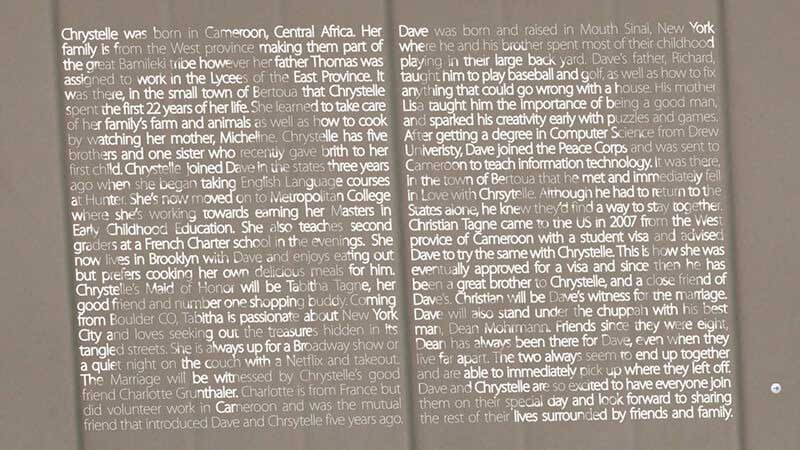 Chrystelle was born in Cameroon, Central Africa. Her
family is from the West province making them part of
the great Bamileki tribe however her father Thomas was
assigned to work in the Lycees of the East Province. It
was there, in the small town of Bertoua that Chrystelle
spent the first 22 years of her life. She learned to take care
of her family's farm and animals as well as how to cook
by watching her mother, Micheline. Chrystelle has five
brothers and one sister who recently gave brith to her
first child. Chrystelle joined Dave in the states three years
ago when she began taking English Language courses
at Hunter. She's now moved on to Metropolitan College
where she's working towards earning her Masters in
Early Childhood Education. She also teaches second
graders at a French Charter school in the evenings. She
now lives in Brooklyn with Dave and enjoys eating out
but prefers cooking her own delicious meals for him.
Chrystelle's Maid of Honor will be Tabitha Tagne, her
good friend and number one shopping buddy. Coming
from Boulder CO, Tabitha is passionate about New York
City and loves seeking out the treasures hidden in its
tangled streets. She is always up for a Broadway show or
a quiet night on the couch with a Netflix and takeout.
The Marriage will be witnessed by Chrystelle's good
friend Charlotte Grunthaler. Charlotte is from France but
did volunteer work in Cameroon and was the mutual
friend that introduced Dave and Chrsytelle five years ago.
Dave was born and raised in Mouth Sinai, New York
where he and his brother spent most of their childhood
playing in their large back yard. Dave's father, Richard,
taught him to play baseball and golf, as well as how to fix
anything that could go wrong with a house. His mother
Lisa taught him the importance of being a good man,
and sparked his creativity early with puzzles and games.
After getting a degree in Computer Science from Drew
Univeristy, Dave joined the Peace Corps and was sent to
Cameroon to teach information technology. It was there,
in the town of Bertoua that he met and immediately fell
in Love with Chrsytelle. Although he had to return to the
States alone, he knew they'd find a way to stay together.
Christian Tagne came to the US in 2007 from the West
provice of Cameroon with a student visa and advised
Dave to try the same with Chrystelle. This is how she was
eventually approved for a visa and since then he has
been a great brother to Chrystelle, and a close friend of
Dave's. Christian will be Dave's witness for the marriage.
Dave will also stand under the chuppah with his best
man, Dean Mohrmann. Friends since they were eight,
Dean has always been there for Dave, even when they
live far apart. The two always seem to end up together
and are able to immediately pick up where they left off.
Dave and Chrystelle are so excited to have everyone join
them on their special day and look forward to sharing
the rest of their lives surrounded by friends and family.